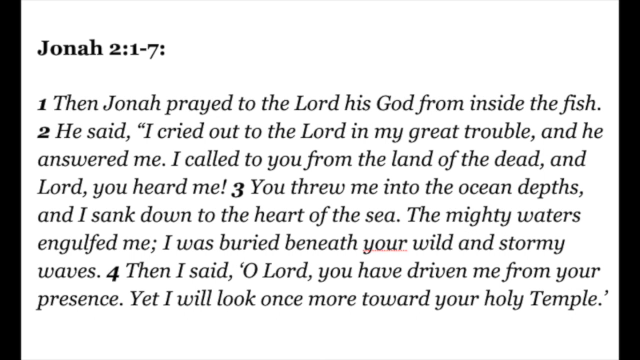 Jonah 2:1-7:
1 Then Jonah prayed to the Lord his God from inside the fish.
2 He said, “I cried out to the Lord in my great trouble, and he
answered me. I called to you from the land of the dead, and
Lord, you heard me! 3 You threw me into the ocean depths,
and I sank down to the heart of the sea. The mighty waters
engulfed me; I was buried beneath your wild and stormy
waves. 4 Then I said, ‘O Lord, you have driven me from your
presence. Yet I will look once more toward your holy Temple.’